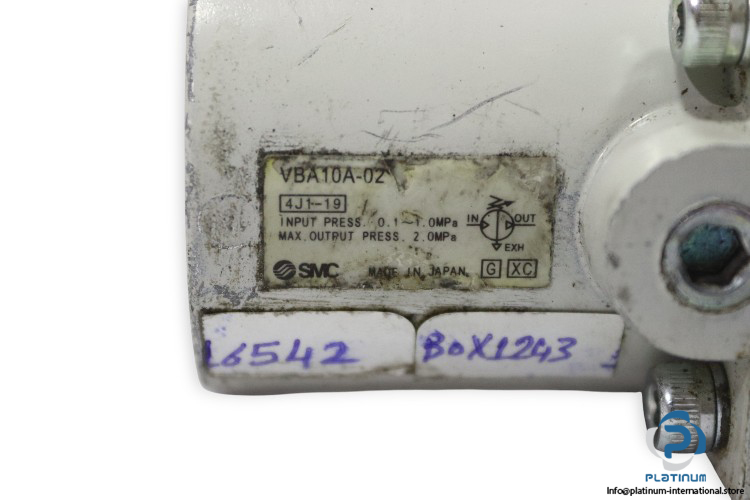 VBA10A-02
4J1-19
INPUT PRESS. 0.1~1.0MPa
MAX.OUTPUT PRESS. 2.0MPa
IN OUT
EXH
SMC MADE IN JAPAN G XC
16542
BOX1243
PLATINUM
Info@platinum-international.store